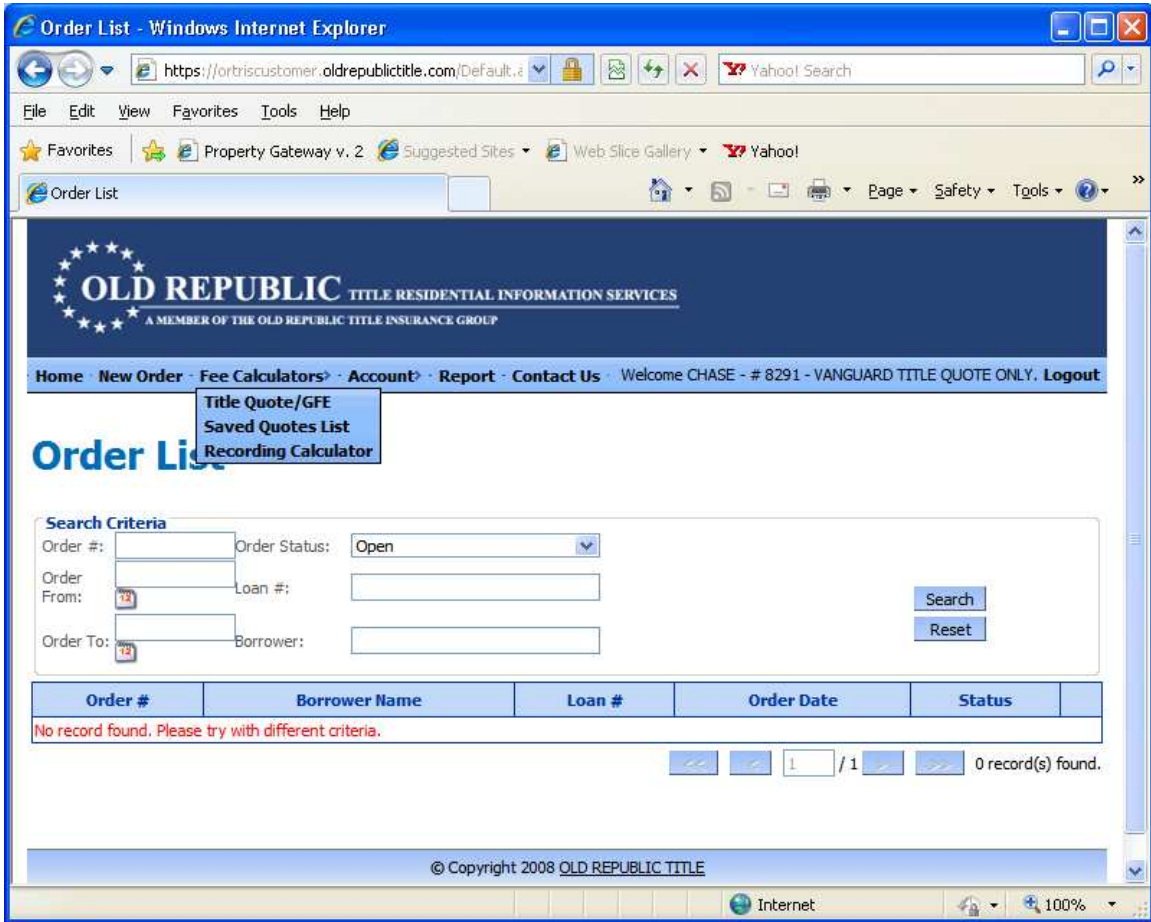 Order List - Windows Internet Explorer
https://ortriscustomer.oldrepublictitle.com/Default.a
Yahoo! Search
File Edit View Favorites Tools Help
Favorites Property Gateway v. 2 Suggested Sites Web Slice Gallery Yahoo!
Order List Page Safety Tools »
OLD REPUBLIC TITLE RESIDENTIAL INFORMATION SERVICES
A MEMBER OF THE OLD REPUBLIC TITLE INSURANCE GROUP
Home New Order Fee Calculators Account Report Contact Us Welcome CHASE - # 8291 - VANGUARD TITLE QUOTE ONLY. Logout
Title Quote/GFE
Saved Quotes List
Recording Calculator
Order List
Search Criteria
Order #: Order Status: Open
Order From: Loan #:
Search
Order To: Borrower:
Reset
Order # Borrower Name Loan # Order Date Status
No record found. Please try with different criteria.
<< < 1 / 1 > >> 0 record(s) found.
© Copyright 2008 OLD REPUBLIC TITLE
Internet 100%